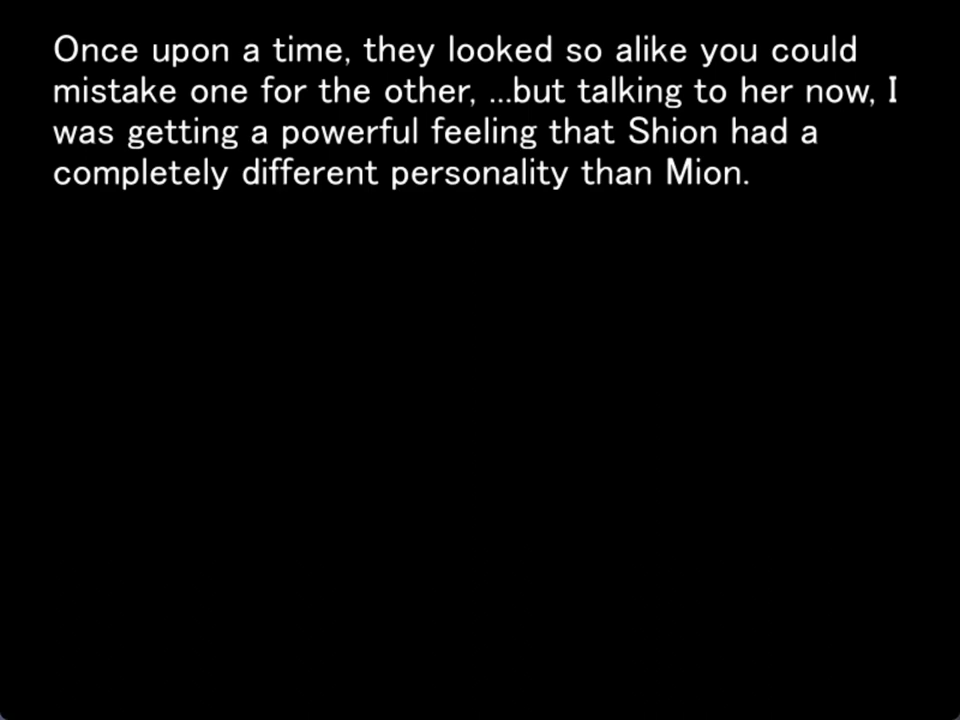 Once upon a time, they looked so alike you could
mistake one for the other, ...but talking to her now, I
was getting a powerful feeling that Shion had a
completely different personality than Mion.